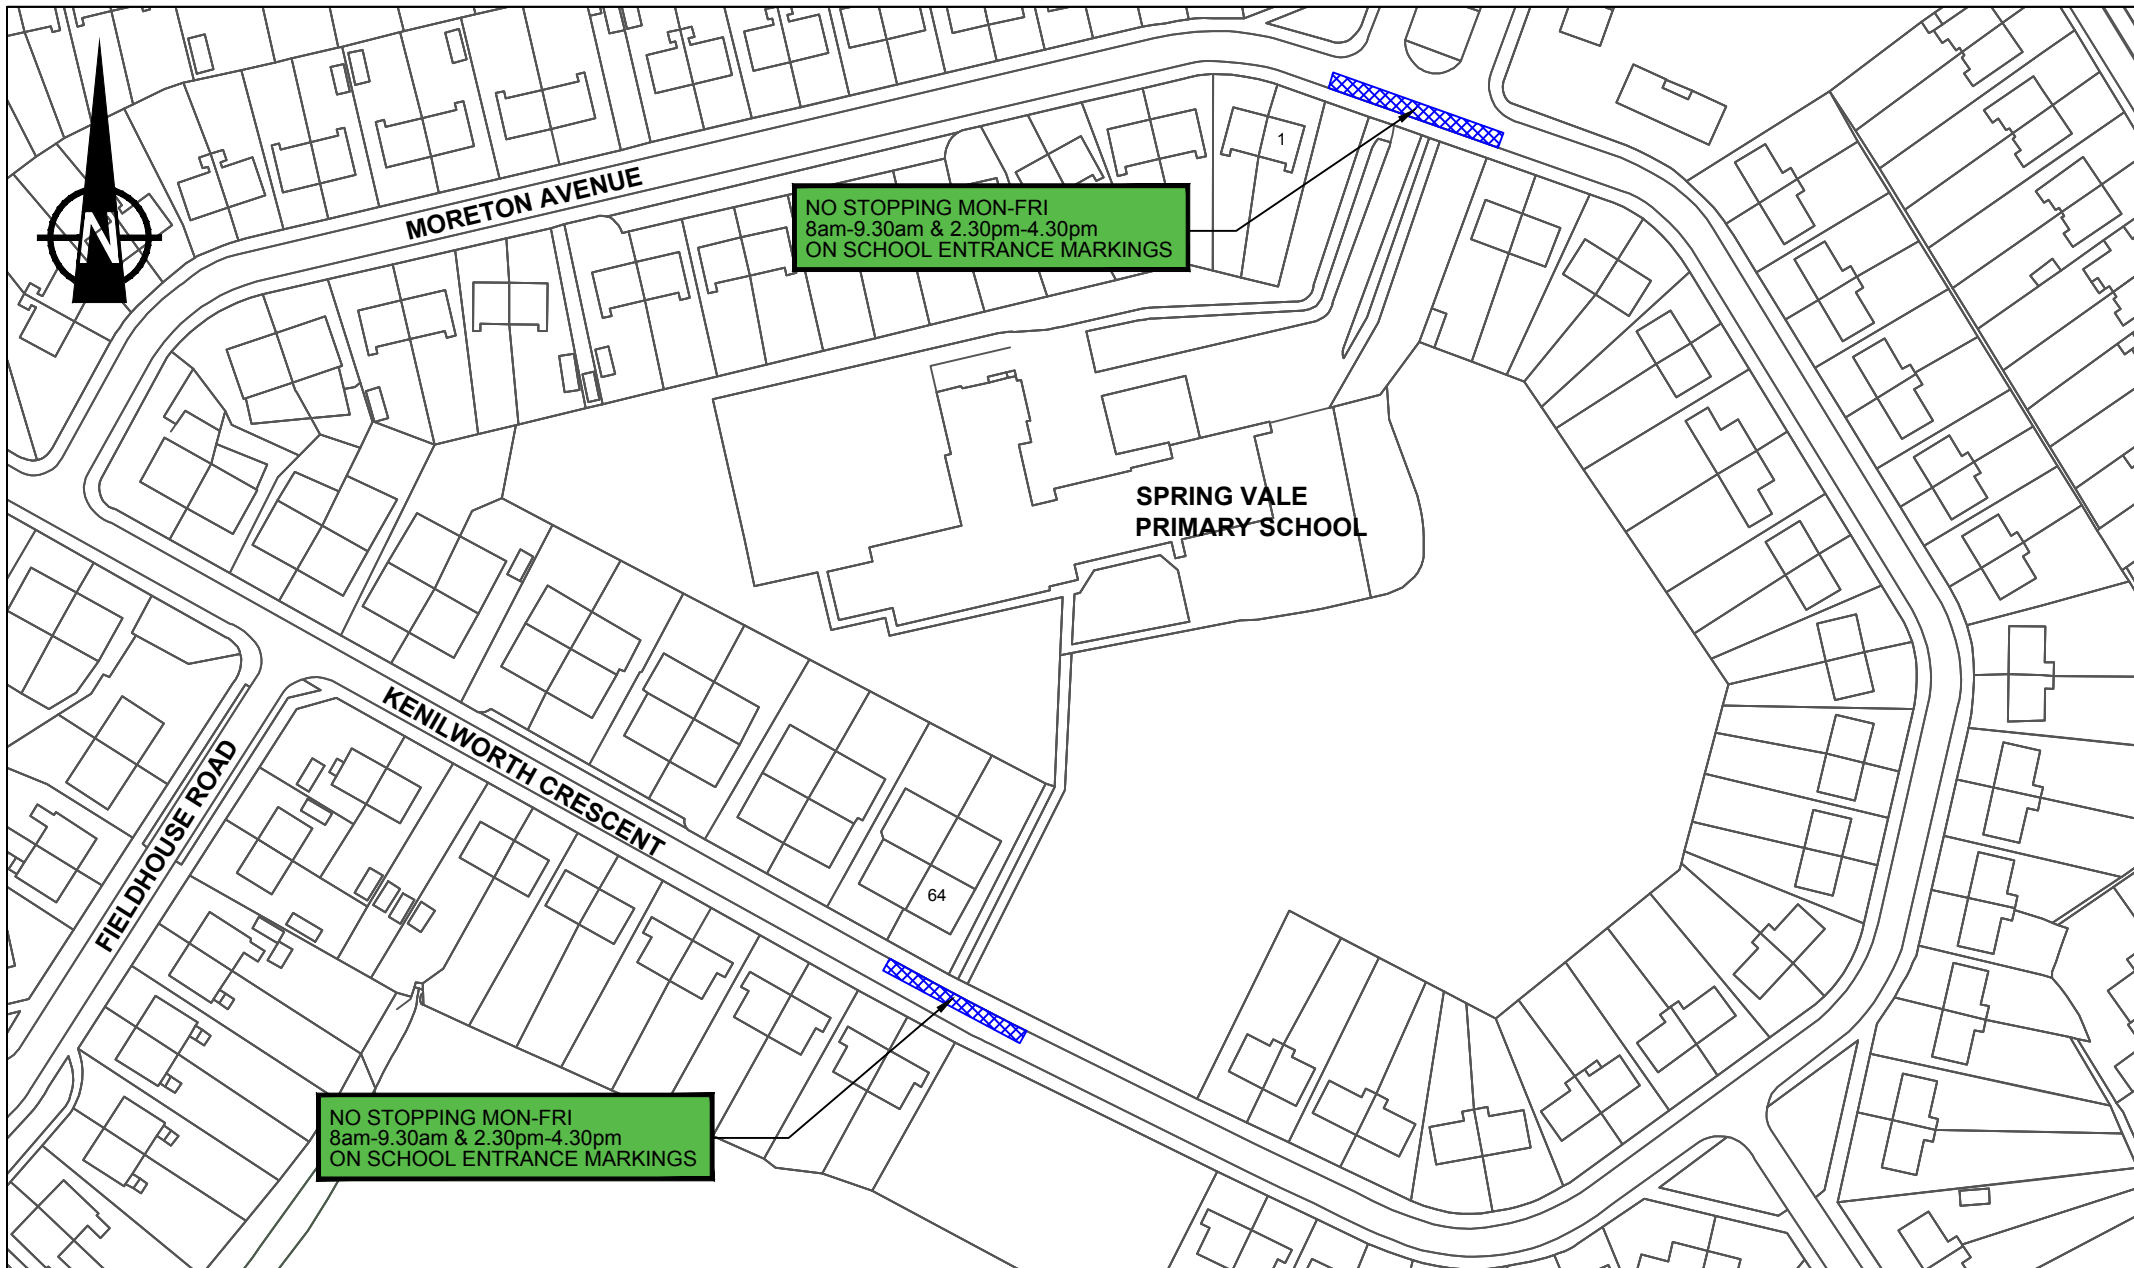 1
MORETON AVENUE
NO STOPPING MON-FRI
8am-9.30am & 2.30pm-4.30pm
ON SCHOOL ENTRANCE MARKINGS
N
SPRING VALE
PRIMARY SCHOOL
KENILWORTH CRESCENT
FIELDHOUSE ROAD
64
NO STOPPING MON-FRI
8am-9.30am & 2.30pm-4.30pm
ON SCHOOL ENTRANCE MARKINGS